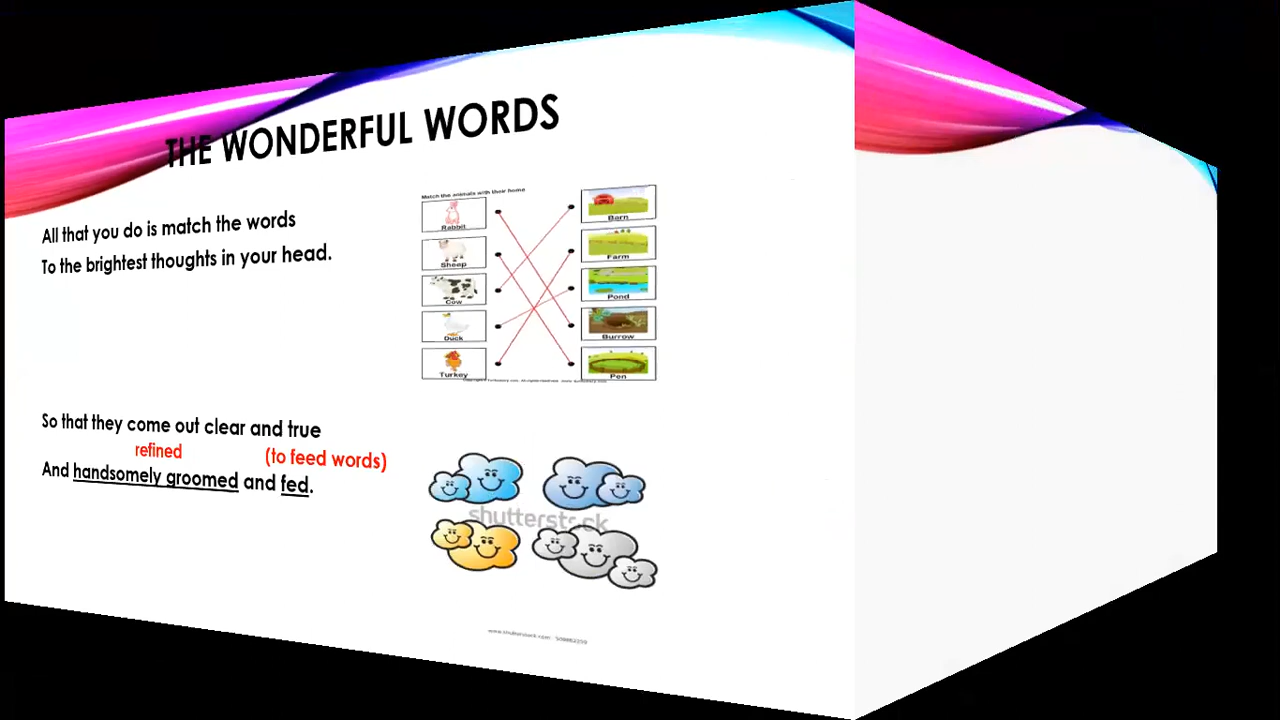 THE WONDERFUL WORDS
All that you do is match the words
To the brightest thoughts in your head.
Match the animals with their home
Rabbit
Barn
Sheep
Farm
Cow
Pond
Duck
Burrow
Turkey
Pen
So that they come out clear and true
refined (to feed words)
And handsomely groomed and fed.
shutterstock
www.shutterstock.com